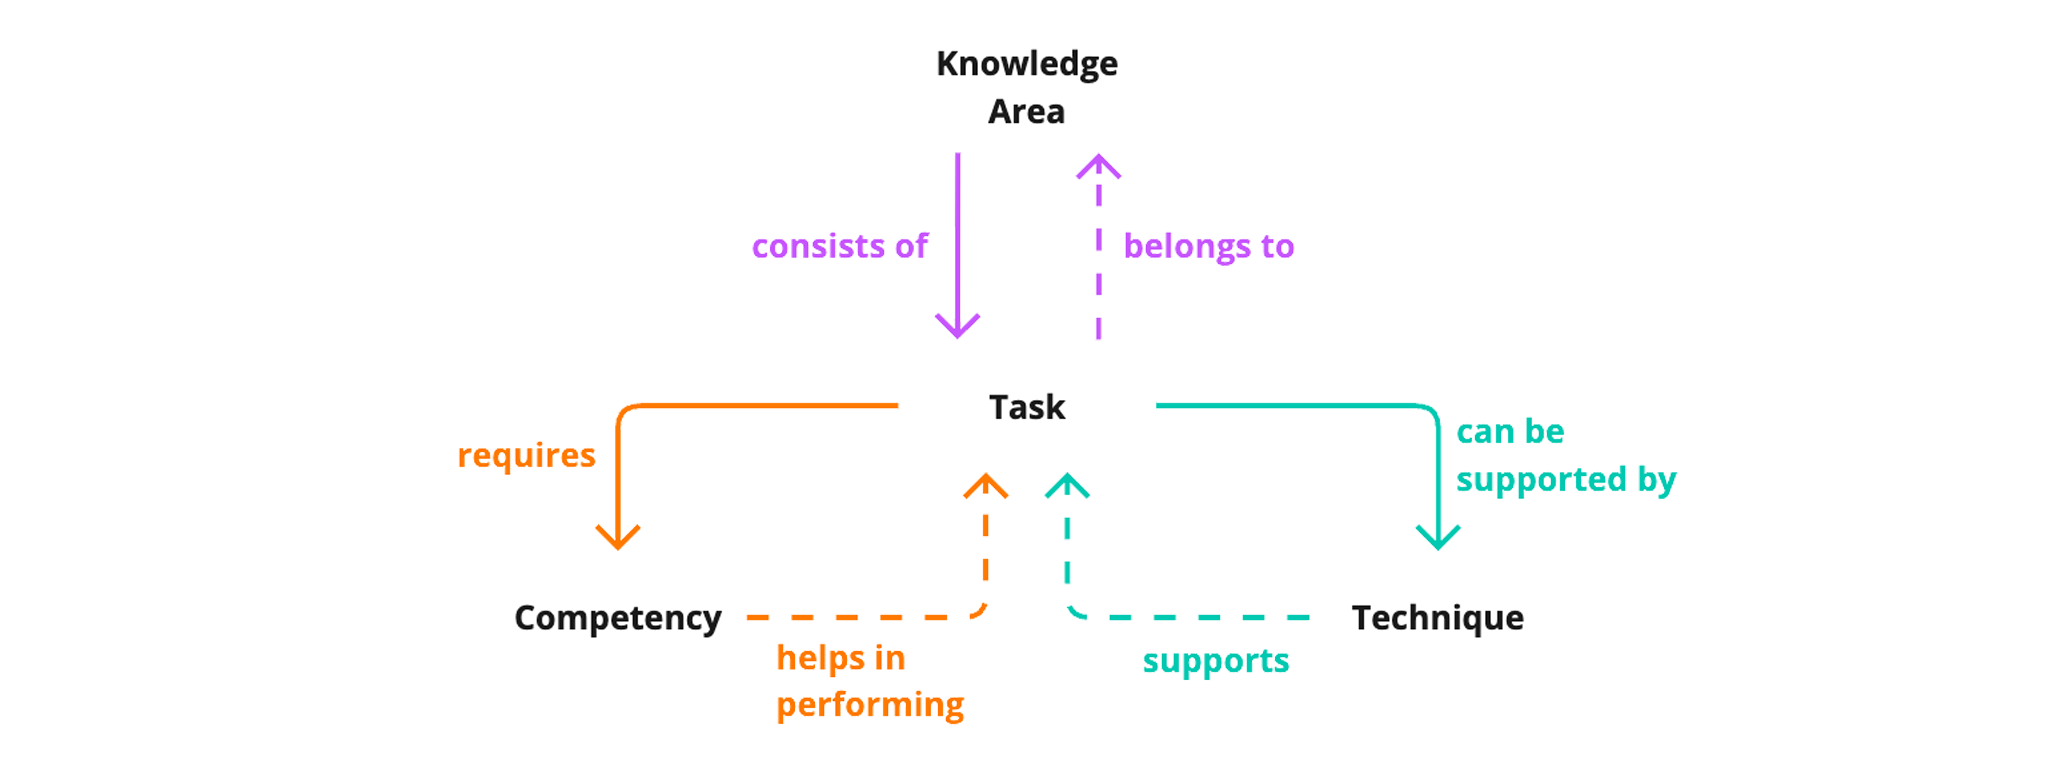 Knowledge
Area
consists of
belongs to
Task
requires
can be
supported by
Competency
Technique
helps in
performing
supports